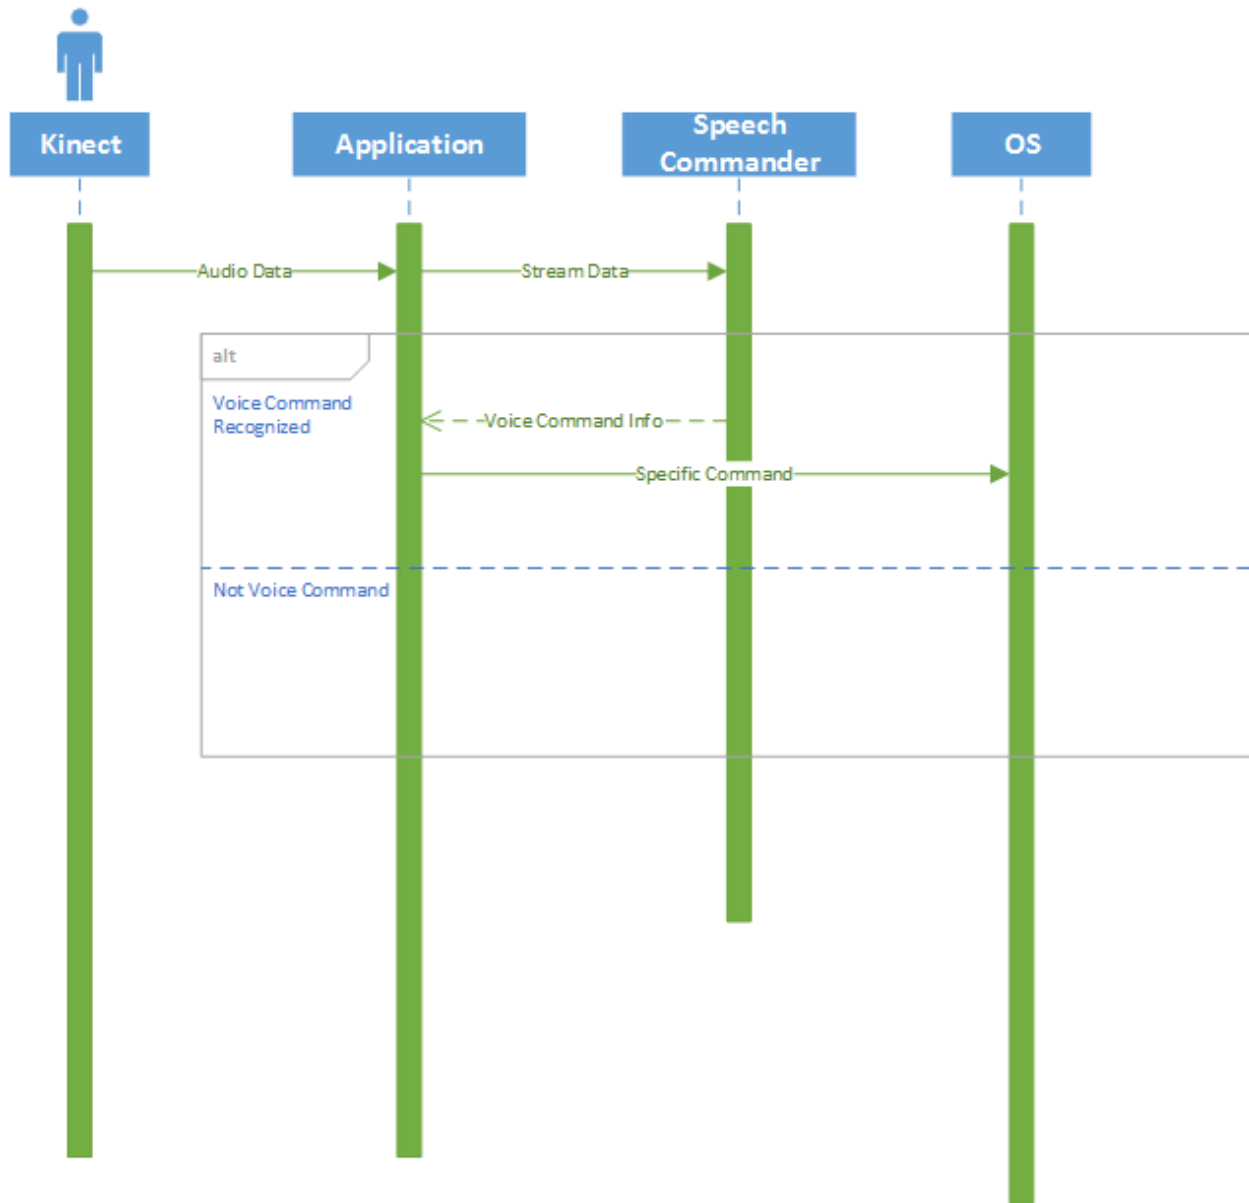 Kinect
Application
Speech
Commander
OS
Audio Data
Stream Data
alt
Voice Command
Recognized
Voice Command Info
Specific Command
Not Voice Command